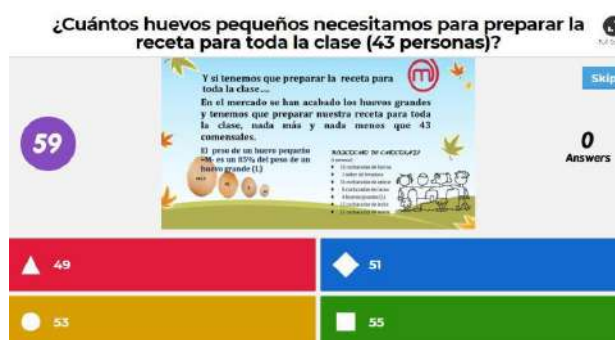 ¿Cuántos huevos pequeños necesitamos para preparar la
receta para toda la clase (43 personas)?
Skip
59
Y si tenemos que preparar la receta para
toda la clase...
En el mercado se han acabado los huevos grandes
y tenemos que preparar nuestra receta para toda
la clase, nada más y nada menos que 43
comensales.
El peso de un huevo pequeño
-M- es un 85% del peso de un
huevo grande (L)
BIZCOCHO DE CHOCOLATE
0
Answers
49
51
53
55